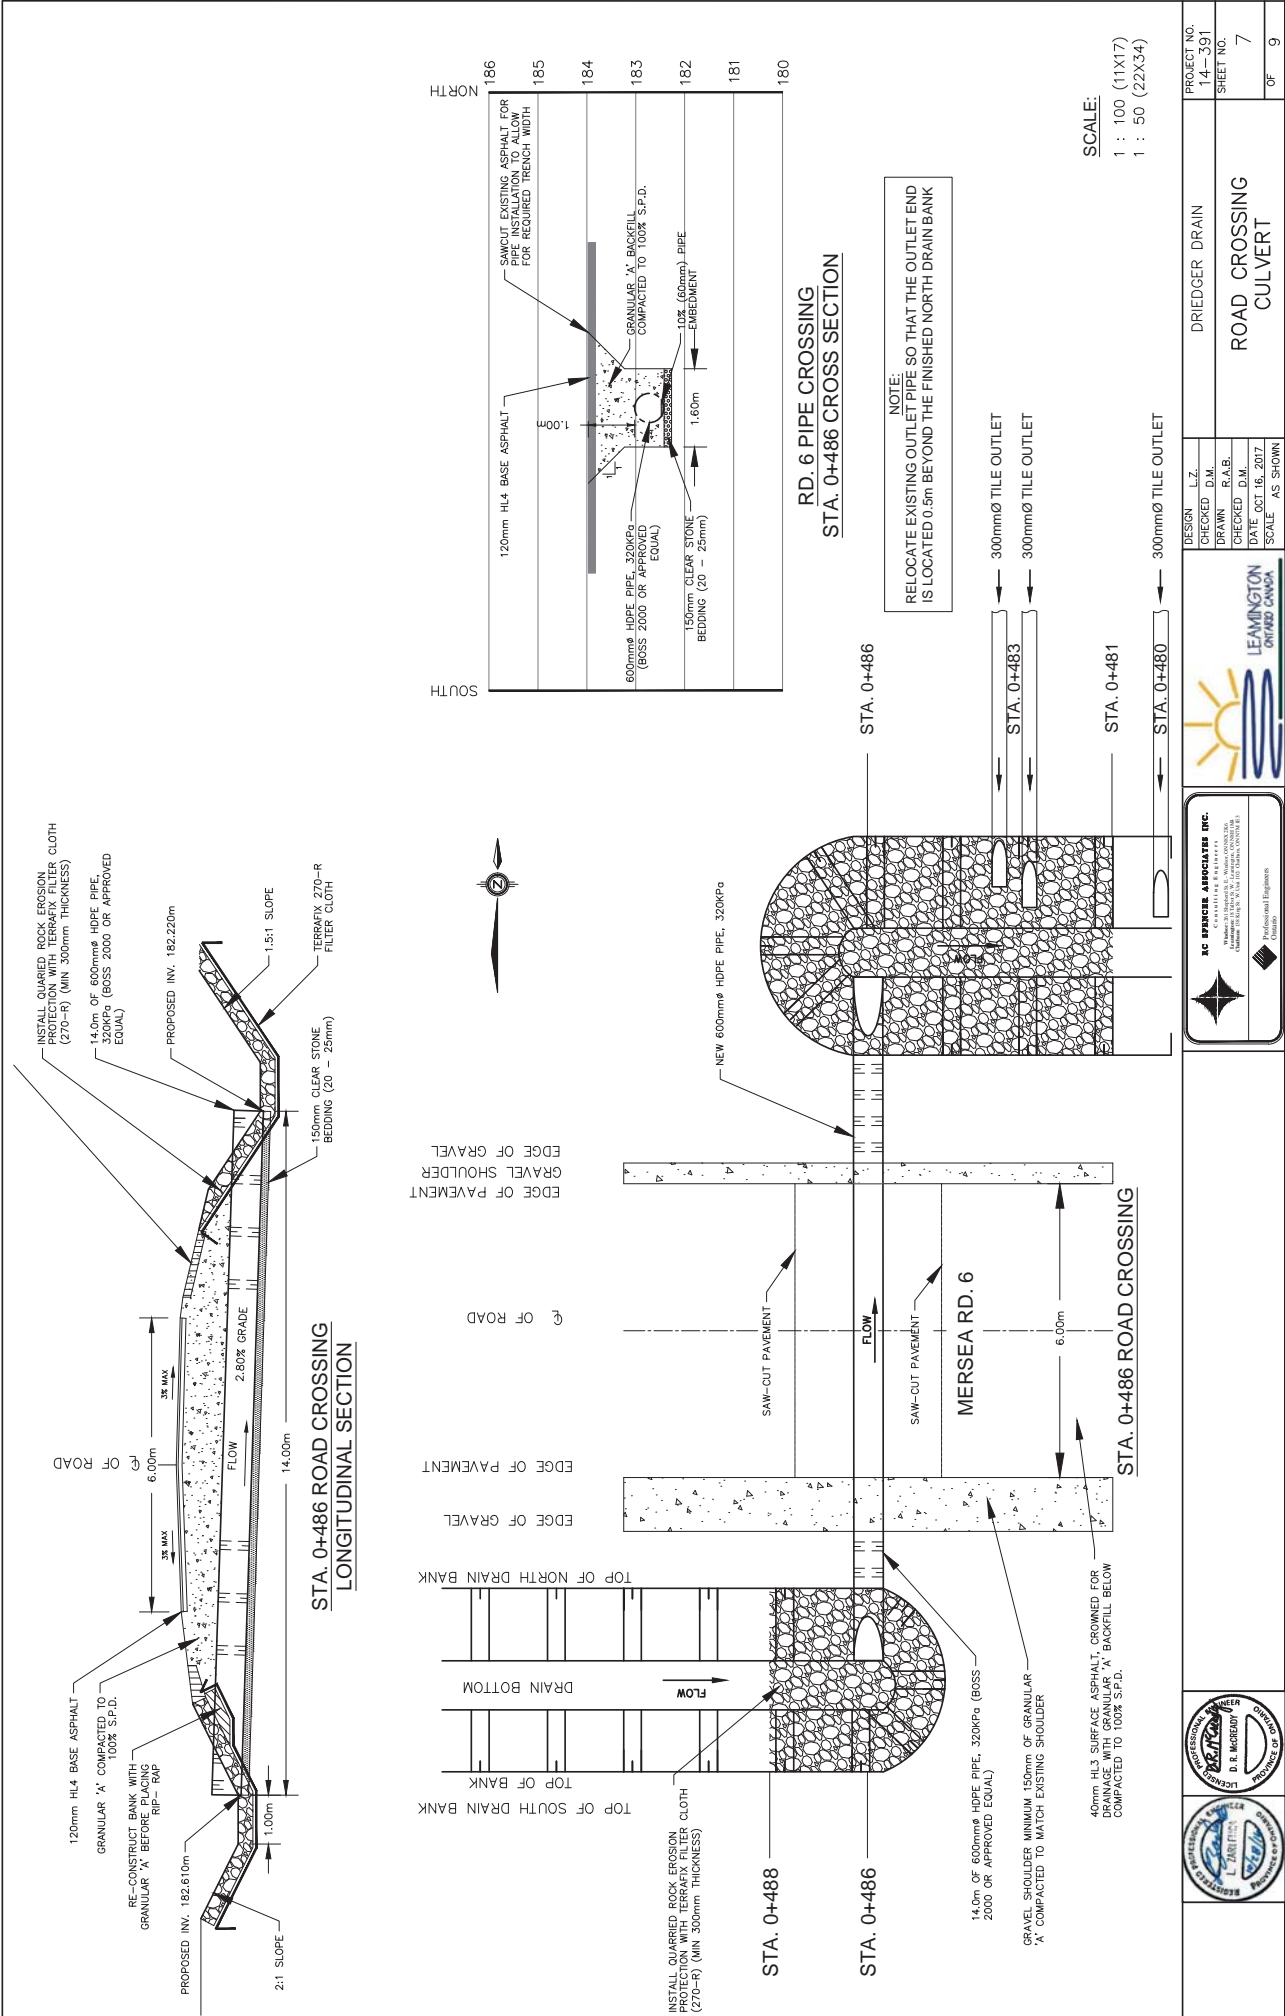 INSTALL QUARIED ROCK EROSION
PROTECTION WITH TERRAFIX FILTER CLOTH
(270-R) (MIN 300mm THICKNESS)
14.0m OF 600mmØ HDPE PIPE,
320KPa (BOSS 2000 OR APPROVED
EQUAL)
PROPOSED INV. 182.220m
1.5:1 SLOPE
TERRAFIX 270-R
FILTER CLOTH
150mm CLEAR STONE
BEDDING (20 - 25mm)
120mm HL4 BASE ASPHALT
GRANULAR 'A' COMPACTED TO
100% S.P.D.
RE-CONSTRUCT BANK WITH
GRANULAR 'A' BEFORE PLACING
RIP- RAP
PROPOSED INV. 182.610m
2:1 SLOPE
1.00m
℄ OF ROAD
6.00m
3% MAX
3% MAX
FLOW
2.80% GRADE
14.00m
STA. 0+486 ROAD CROSSING
LONGITUDINAL SECTION
SOUTH
NORTH
186
185
184
183
182
181
180
120mm HL4 BASE ASPHALT
SAWCUT EXISTING ASPHALT FOR
PIPE INSTALLATION TO ALLOW
FOR REQUIRED TRENCH WIDTH
1.00m
1
1
GRANULAR 'A' BACKFILL
COMPACTED TO 100% S.P.D.
600mmØ HDPE PIPE, 320KPa
(BOSS 2000 OR APPROVED
EQUAL)
10% (60mm) PIPE
EMBEDMENT
150mm CLEAR STONE
BEDDING (20 - 25mm)
1.60m
RD. 6 PIPE CROSSING
STA. 0+486 CROSS SECTION
NOTE:
RELOCATE EXISTING OUTLET PIPE SO THAT THE OUTLET END
IS LOCATED 0.5m BEYOND THE FINISHED NORTH DRAIN BANK
SCALE:
1 : 100 (11X17)
1 : 50 (22X34)
N
TOP OF SOUTH DRAIN BANK
TOP OF BANK
DRAIN BOTTOM
TOP OF NORTH DRAIN BANK
EDGE OF GRAVEL
EDGE OF PAVEMENT
℄ OF ROAD
EDGE OF PAVEMENT
GRAVEL SHOULDER
EDGE OF GRAVEL
FLOW
INSTALL QUARRIED ROCK EROSION
PROTECTION WITH TERRAFIX FILTER CLOTH
(270-R) (MIN 300mm THICKNESS)
STA. 0+488
STA. 0+486
SAW-CUT PAVEMENT
FLOW
SAW-CUT PAVEMENT
MERSEA RD. 6
6.00m
NEW 600mmØ HDPE PIPE, 320KPa
FLOW
STA. 0+486
STA. 0+483
STA. 0+481
STA. 0+480
300mmØ TILE OUTLET
300mmØ TILE OUTLET
300mmØ TILE OUTLET
14.0m OF 600mmØ HDPE PIPE, 320KPa (BOSS
2000 OR APPROVED EQUAL)
GRAVEL SHOULDER MINIMUM 150mm OF GRANULAR
'A' COMPACTED TO MATCH EXISTING SHOULDER
40mm HL3 SURFACE ASPHALT, CROWNED FOR
DRAINAGE WITH GRANULAR 'A' BACKFILL BELOW
COMPACTED TO 100% S.P.D.
STA. 0+486 ROAD CROSSING
REGISTERED PROFESSIONAL ENGINEER
PROVINCE OF ONTARIO
LICENSED PROFESSIONAL ENGINEER
D. R. McCREADY
PROVINCE OF ONTARIO
RC SPENCER ASSOCIATES INC.
Consulting Engineers
Professional Engineers
Ontario
LEAMINGTON
ONTARIO CANADA
DESIGN L.Z.
CHECKED D.M.
DRAWN R.A.B.
CHECKED D.M.
DATE OCT 16, 2017
SCALE AS SHOWN
DRIEDGER DRAIN
ROAD CROSSING
CULVERT
PROJECT NO.
14-391
SHEET NO.
7
OF 9